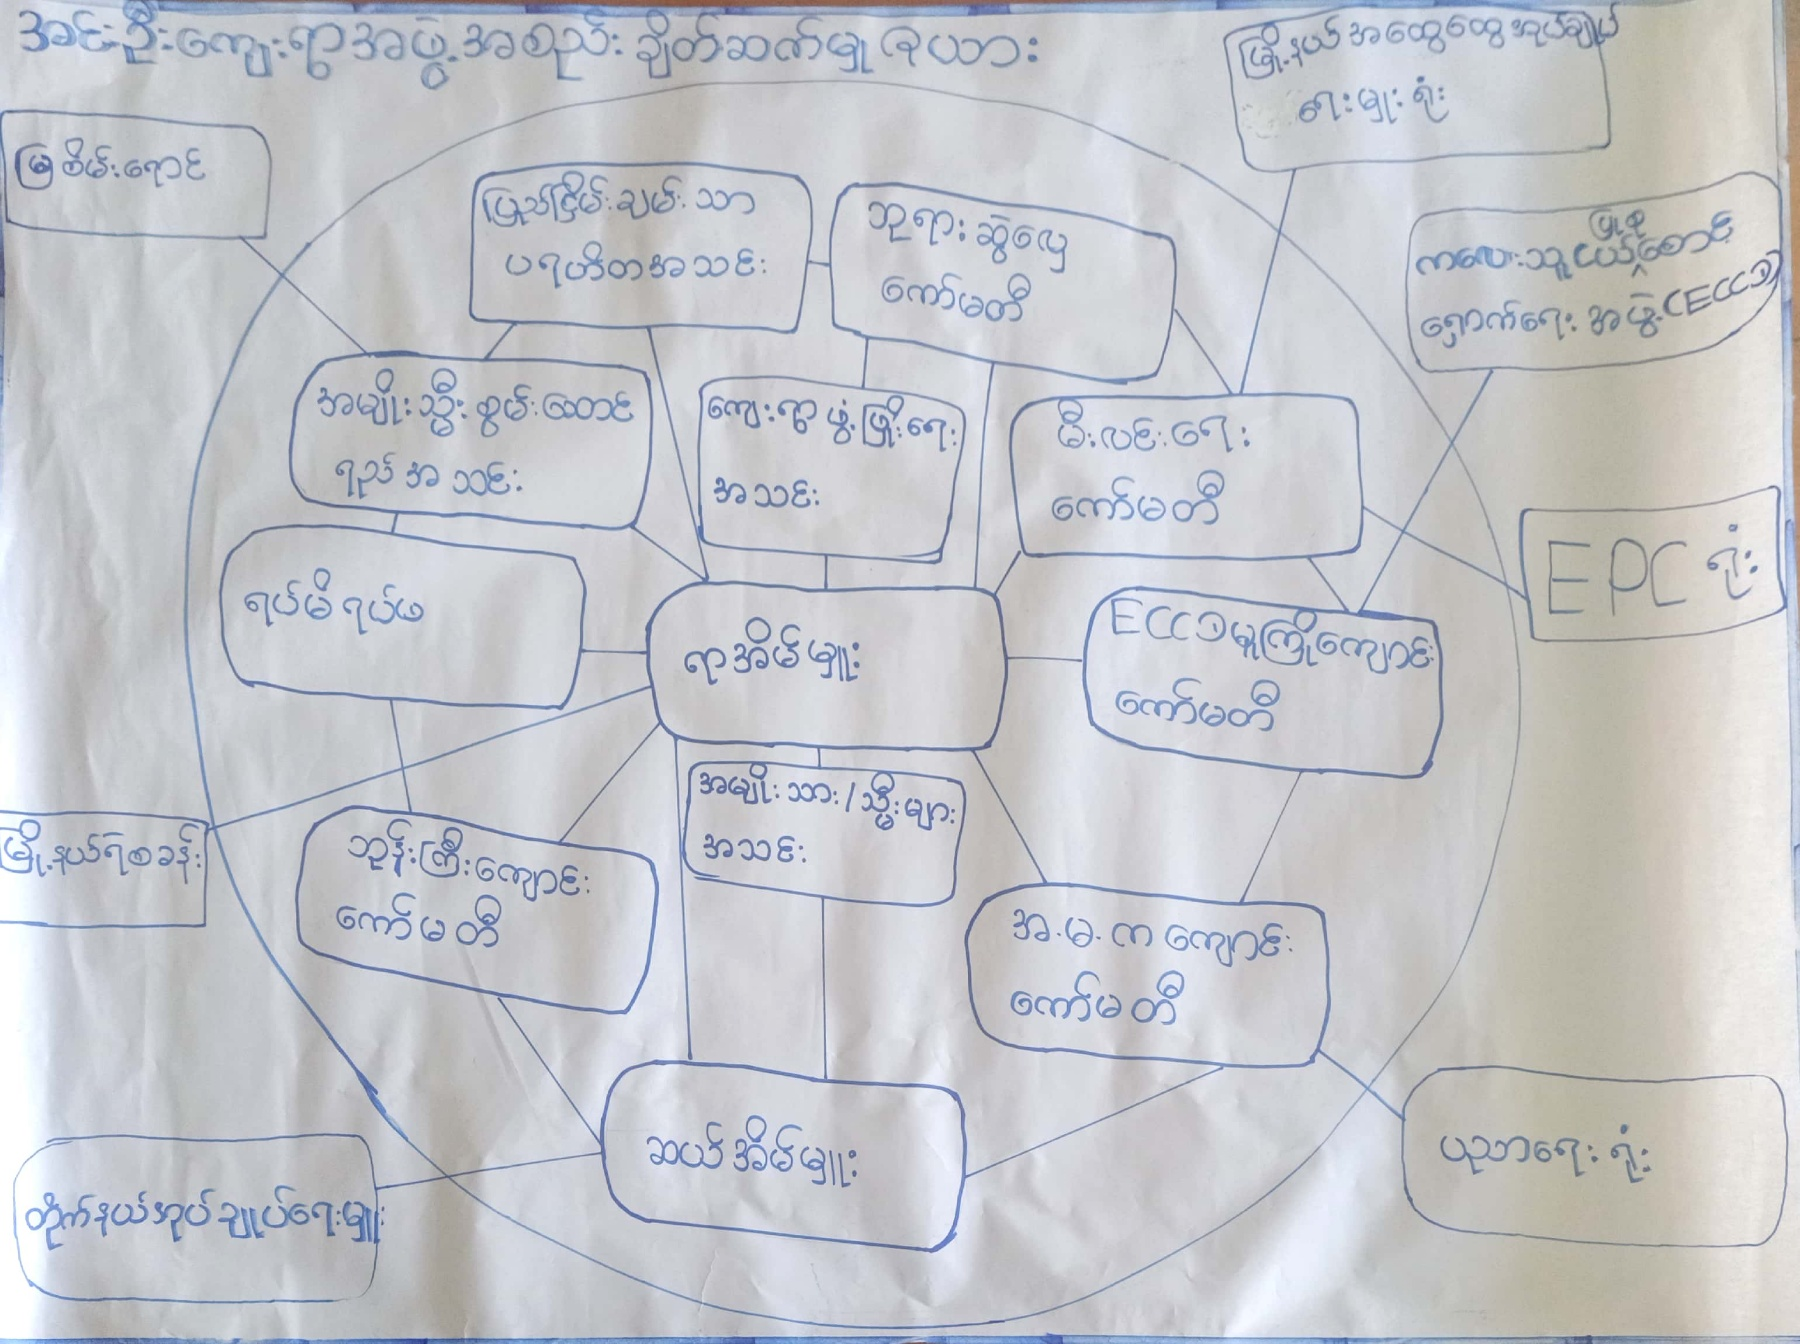 အင်းဦးကျေးရွာအဖွဲ့အစည်း ချိတ်ဆက်မှု ဇယား
မြို့နယ်အထွေထွေအုပ်ချုပ်
ရေးမှုးရုံး
မြစိမ်းရောင်
ပြည်ငြိမ်းချမ်းသာ
ပရဟိတအသင်း
ဘုရားဆွဲလှေ
ကော်မတီ
ပြုစု
ကလေးသူငယ်စောင့်
ရှောက်ရေးအဖွဲ့(ECCD)
အမျိုးသ္မီးစွမ်းဆောင်
ရည်အသင်း
ကျေးရွာဖွံ့ဖြိုးရေး
အသင်း
မီးလင်းရေး
ကော်မတီ
EPC ရုံး
ရပ်မိရပ်ဖ
ရာအိမ်မှူး
ECCDမူကြိုကျောင်း
ကော်မတီ
မြို့နယ်ရဲစခန်း
ဘုန်းကြီးကျောင်း
ကော်မတီ
အမျိုးသား/သ္မီးများ
အသင်း
အ.မ.ကကျောင်း
ကော်မတီ
တိုက်နယ်အုပ်ချုပ်ရေးမှူး
ဆယ်အိမ်မှူး
ပညာရေးရုံး